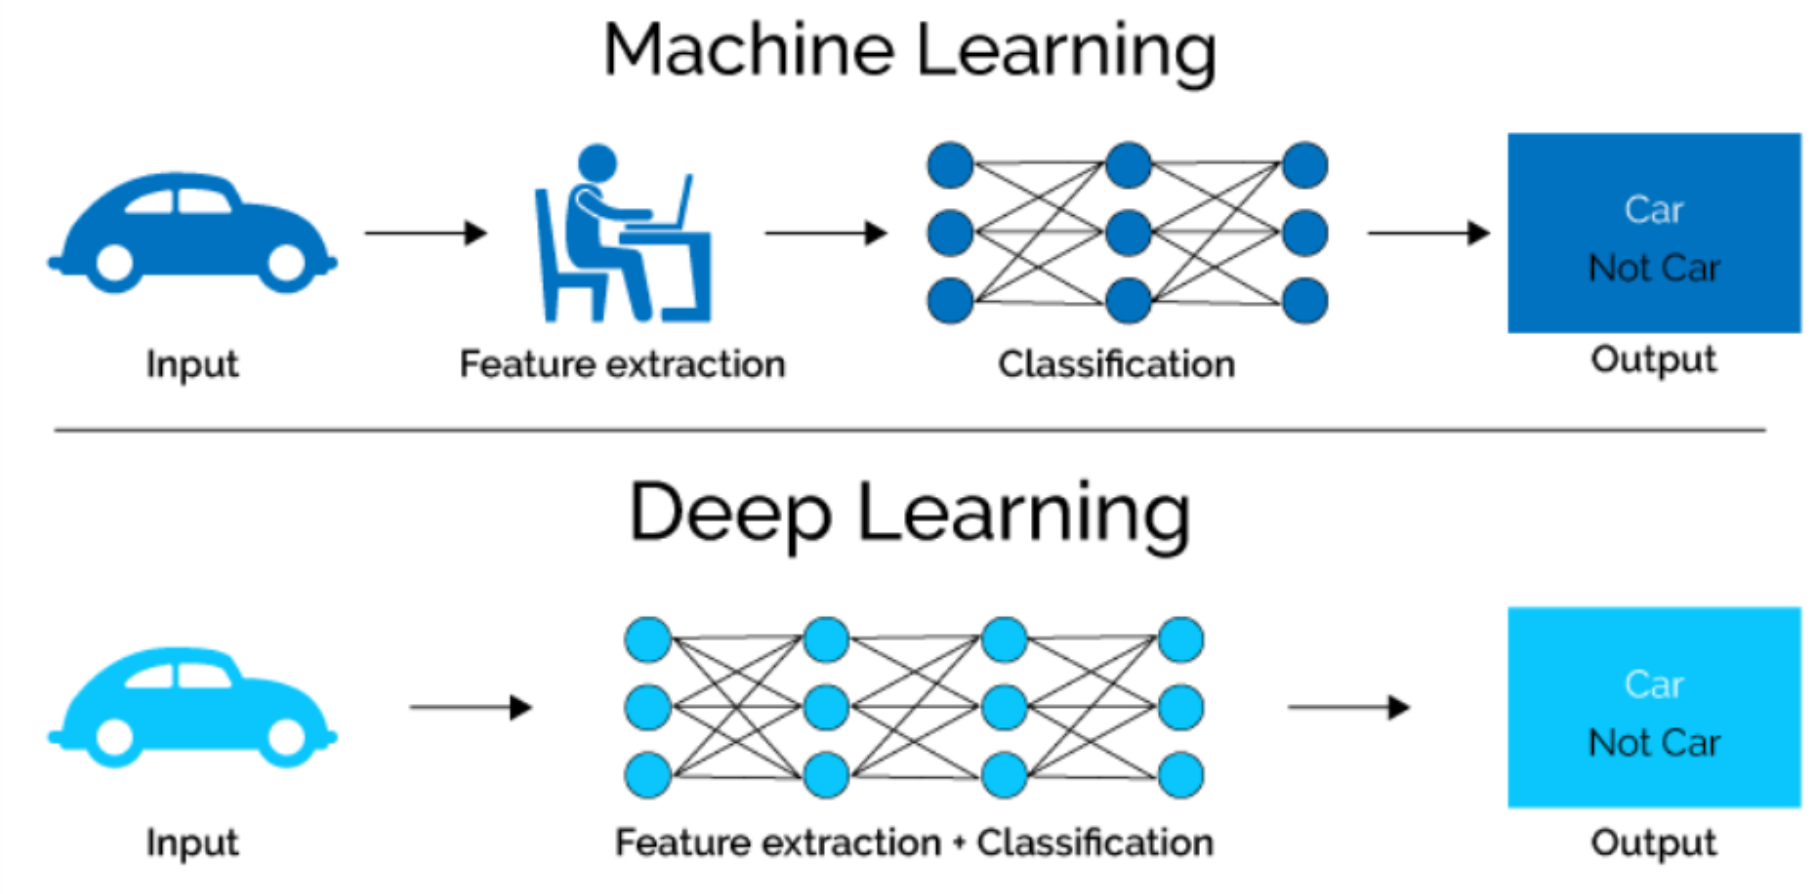 Machine Learning
Car
Not Car
Input
Feature extraction
Classification
Output
Deep Learning
Car
Not Car
Input
Feature extraction + Classification
Output